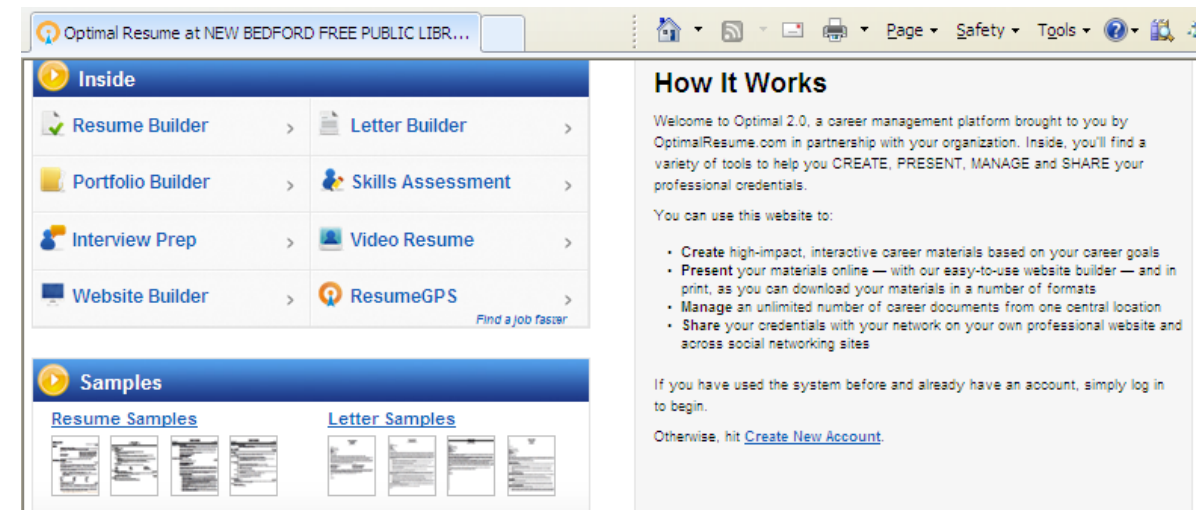 Optimal Resume at NEW BEDFORD FREE PUBLIC LIBR...
Page
Safety
Tools
Inside
Resume Builder
Letter Builder
Portfolio Builder
Skills Assessment
Interview Prep
Video Resume
Website Builder
ResumeGPS
Find a job faster
Samples
Resume Samples
Letter Samples
How It Works
Welcome to Optimal 2.0, a career management platform brought to you by
OptimalResume.com in partnership with your organization. Inside, you'll find a
variety of tools to help you CREATE, PRESENT, MANAGE and SHARE your
professional credentials.
You can use this website to:
• Create high-impact, interactive career materials based on your career goals
• Present your materials online — with our easy-to-use website builder — and in
print, as you can download your materials in a number of formats
• Manage an unlimited number of career documents from one central location
• Share your credentials with your network on your own professional website and
across social networking sites
If you have used the system before and already have an account, simply log in
to begin.
Otherwise, hit Create New Account.